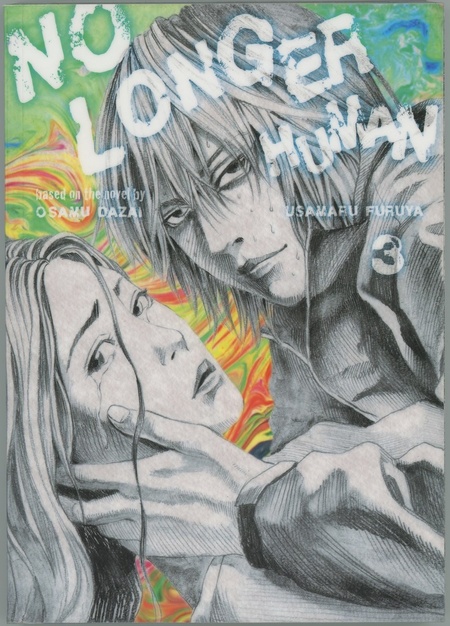 NO
LONGER
HUMAN
based on the novel by
OSAMU DAZAI
USAMARU FURUYA
3